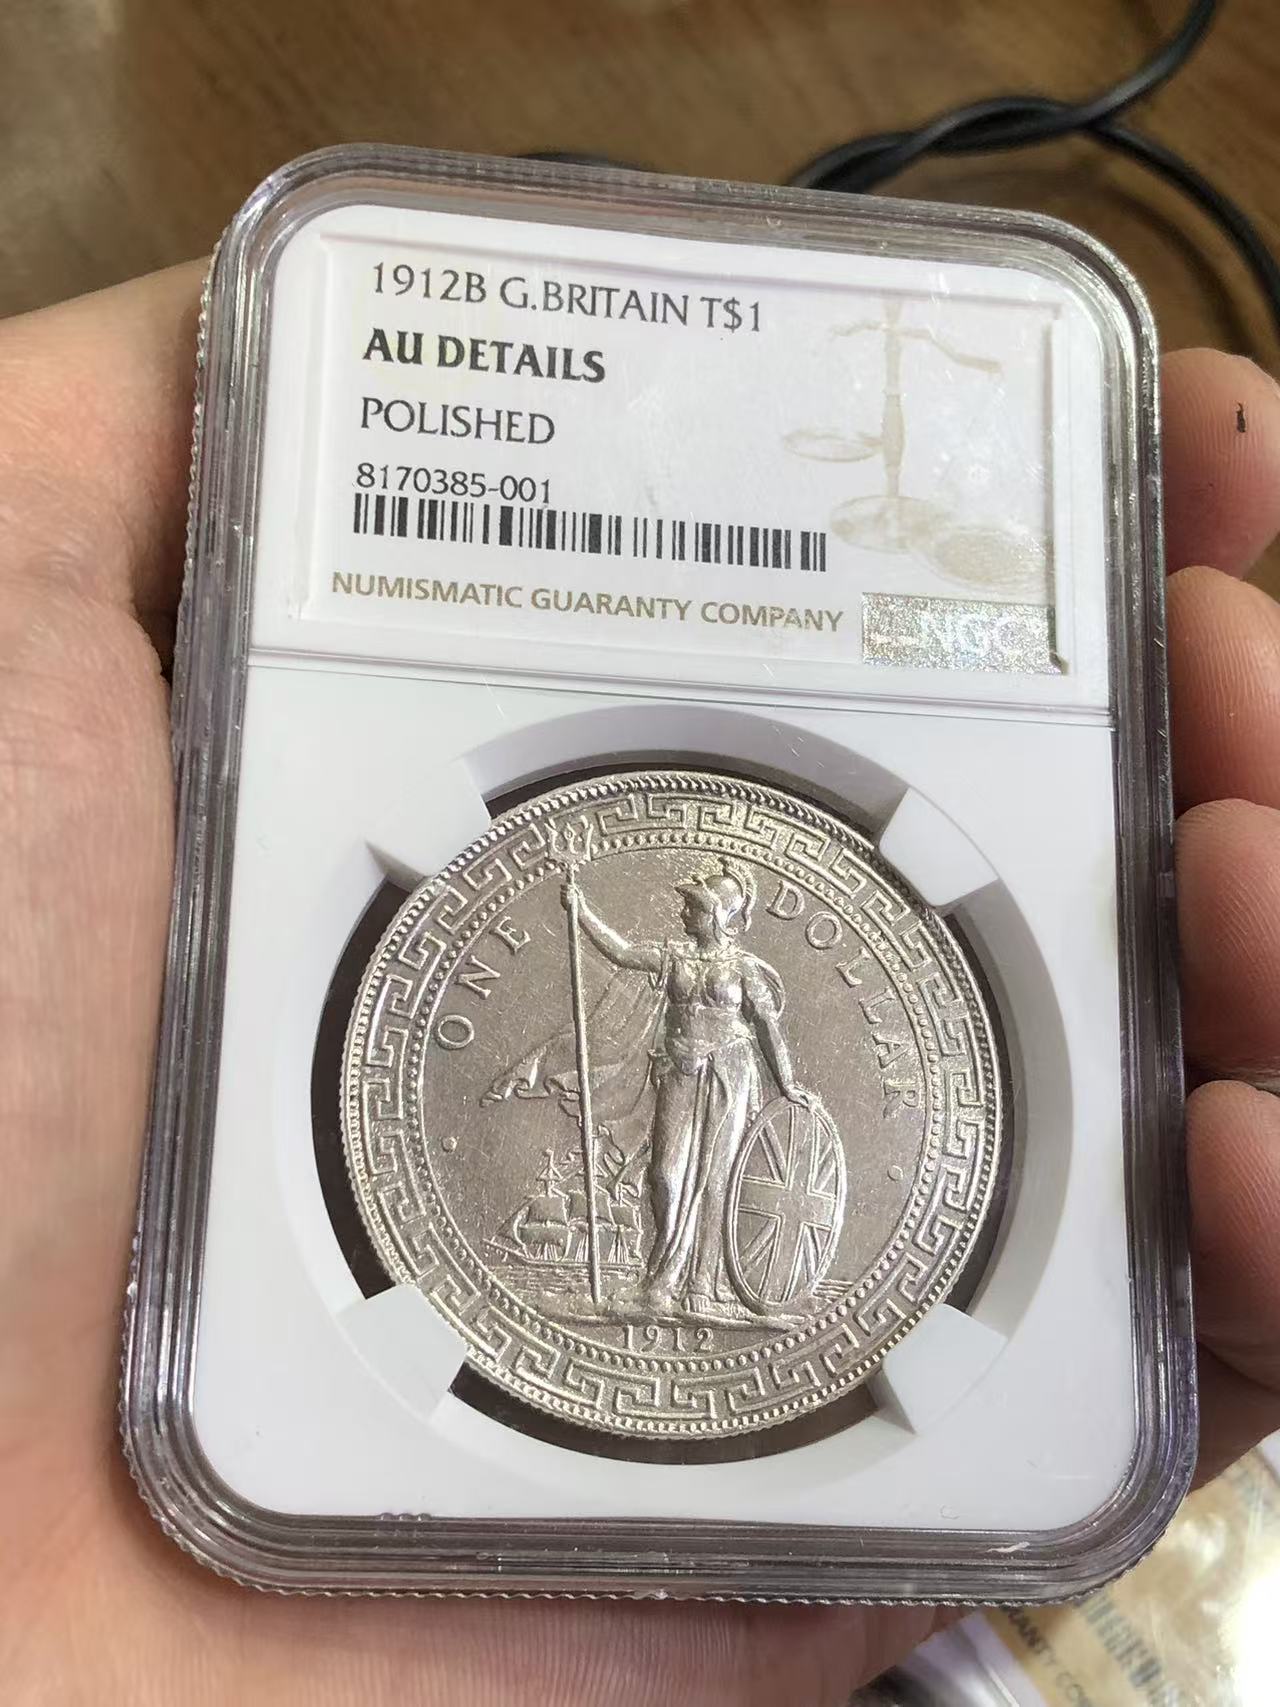 1912B G.BRITAIN T$1
AU DETAILS
POLISHED
8170385-001
NUMISMATIC GUARANTY COMPANY
NGC
ONE DOLLAR
1912